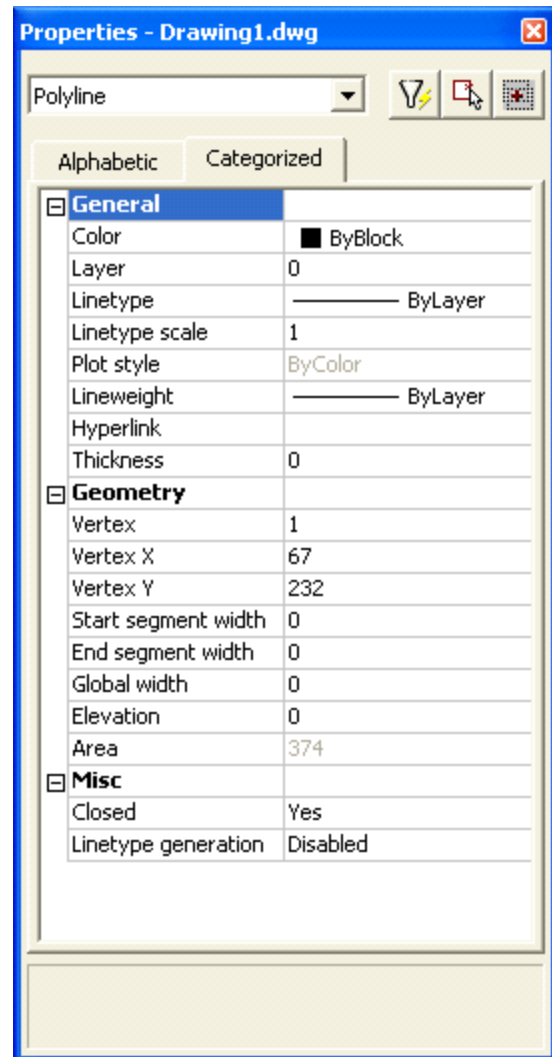 Properties - Drawing1.dwg
Polyline
Alphabetic Categorized
General
Color ByBlock
Layer 0
Linetype ByLayer
Linetype scale 1
Plot style ByColor
Lineweight ByLayer
Hyperlink
Thickness 0
Geometry
Vertex 1
Vertex X 67
Vertex Y 232
Start segment width 0
End segment width 0
Global width 0
Elevation 0
Area 374
Misc
Closed Yes
Linetype generation Disabled